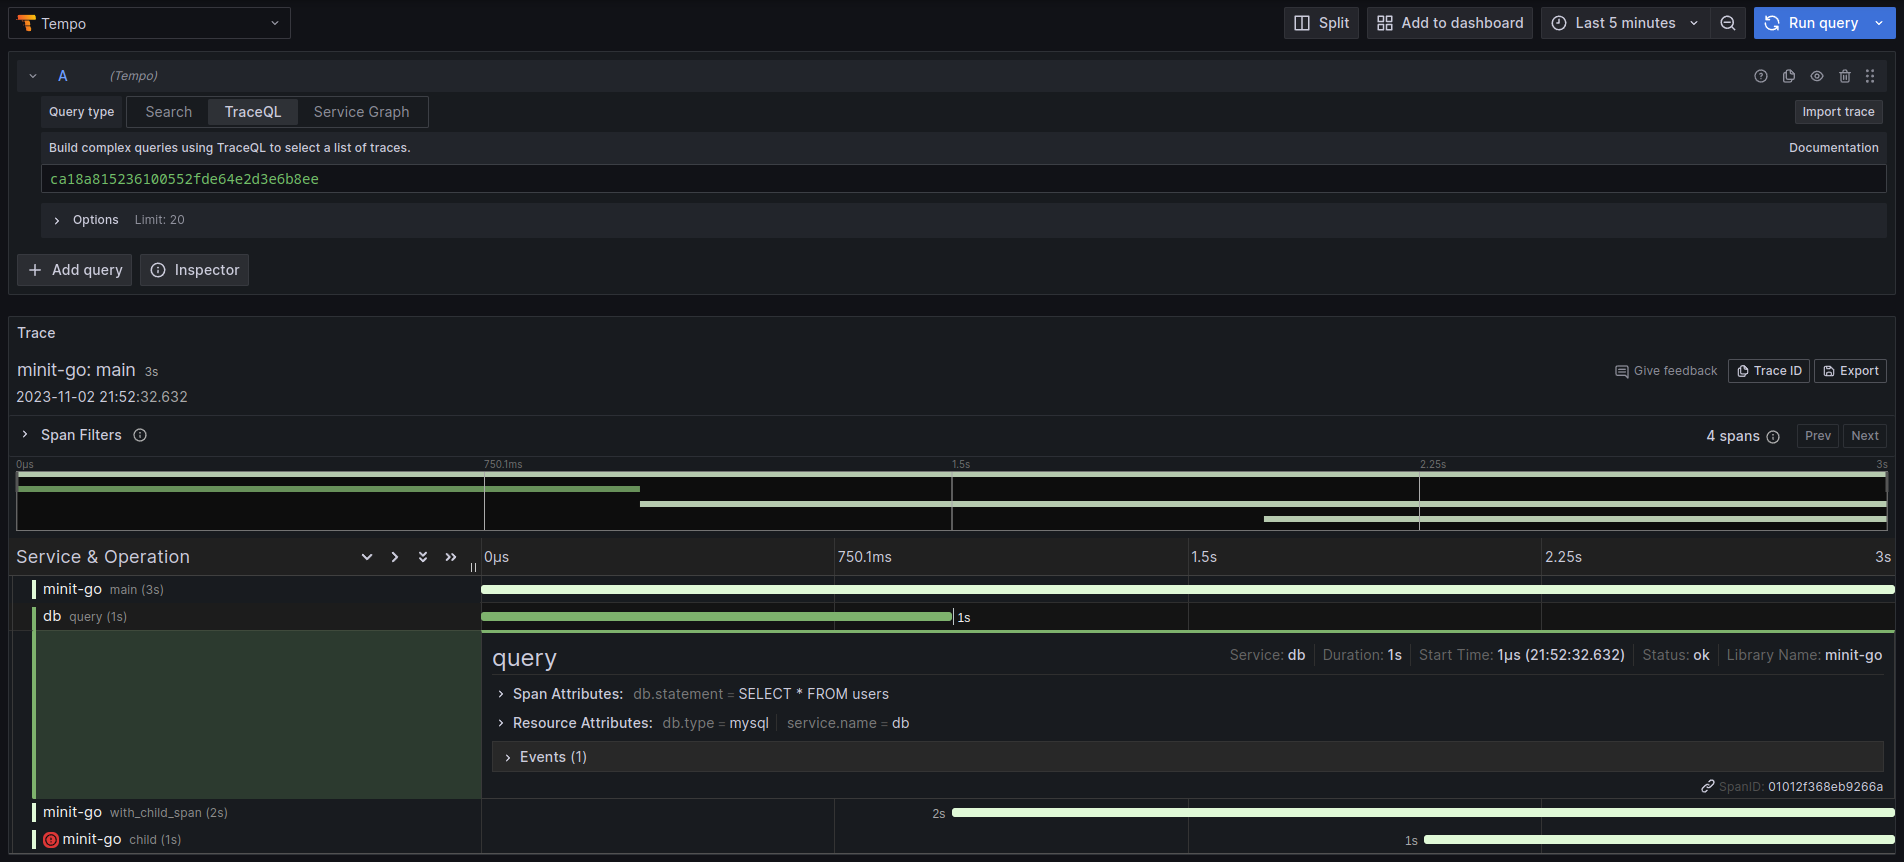 Tempo
Split
Add to dashboard
Last 5 minutes
Run query
A (Tempo)
Query type Search TraceQL Service Graph Import trace
Build complex queries using TraceQL to select a list of traces. Documentation
ca18a815236100552fde64e2d3e6b8ee
Options Limit: 20
Add query Inspector
Trace
minit-go: main 3s
Give feedback Trace ID Export
2023-11-02 21:52:32.632
Span Filters 4 spans Prev Next
0μs 750.1ms 1.5s 2.25s 3s
Service & Operation 0μs 750.1ms 1.5s 2.25s 3s
minit-go main (3s)
db query (1s) 1s
query Service: db Duration: 1s Start Time: 1μs (21:52:32.632) Status: ok Library Name: minit-go
Span Attributes: db.statement = SELECT * FROM users
Resource Attributes: db.type = mysql service.name = db
Events (1)
SpanID: 01012f368eb9266a
minit-go with_child_span (2s) 2s
minit-go child (1s) 1s